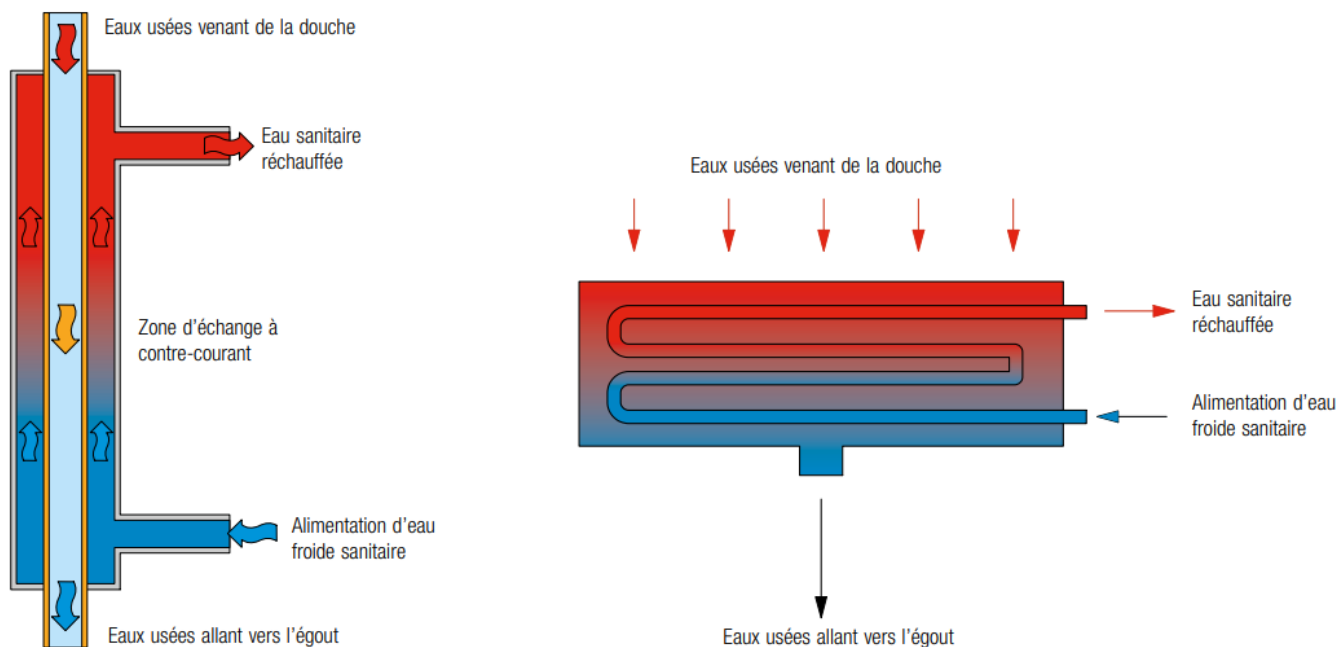 Eaux usées venant de la douche
Eau sanitaire
réchauffée
Zone d’échange à
contre-courant
Alimentation d’eau
froide sanitaire
Eaux usées allant vers l’égout
Eaux usées venant de la douche
Eau sanitaire
réchauffée
Alimentation d’eau
froide sanitaire
Eaux usées allant vers l’égout